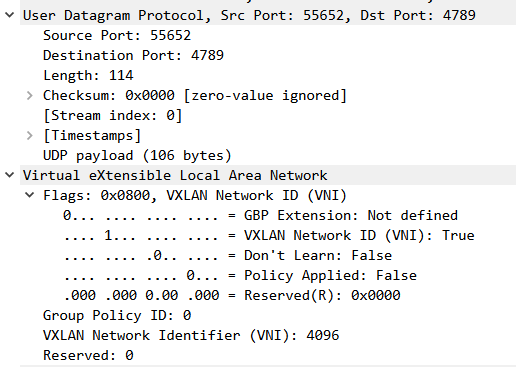 User Datagram Protocol, Src Port: 55652, Dst Port: 4789
Source Port: 55652
Destination Port: 4789
Length: 114
Checksum: 0x0000 [zero-value ignored]
[Stream index: 0]
[Timestamps]
UDP payload (106 bytes)
Virtual eXtensible Local Area Network
Flags: 0x0800, VXLAN Network ID (VNI)
0... .... .... .... = GBP Extension: Not defined
.... 1... .... .... = VXLAN Network ID (VNI): True
.... .... .0.. .... = Don't Learn: False
.... .... .... 0... = Policy Applied: False
.000 .000 0.00 .000 = Reserved(R): 0x0000
Group Policy ID: 0
VXLAN Network Identifier (VNI): 4096
Reserved: 0